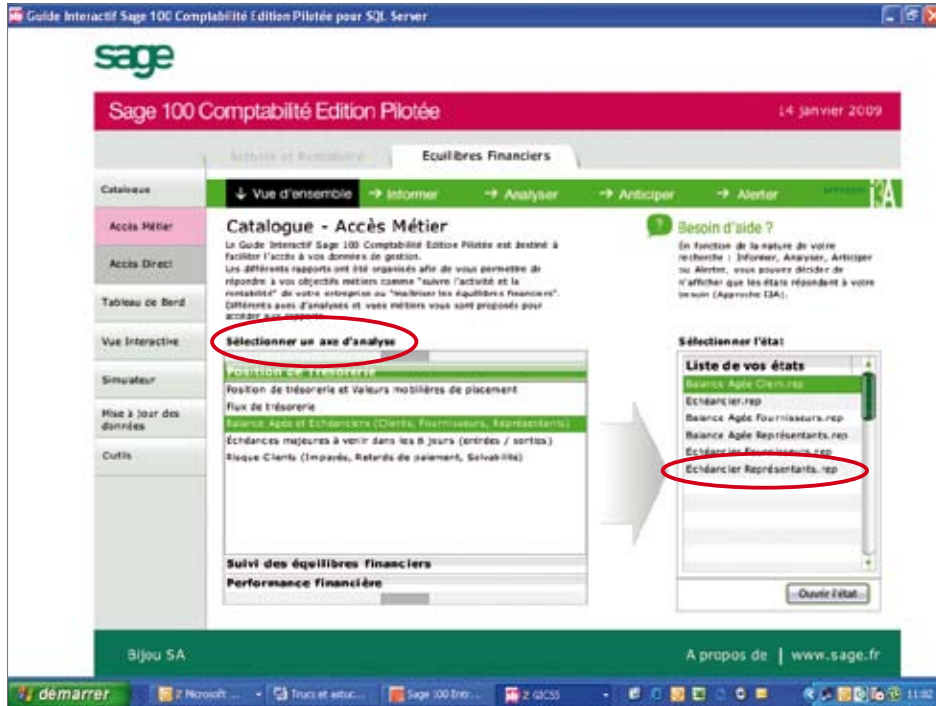 Guide Interactif Sage 100 Comptabilité Edition Pilotée pour SQL Server
sage
Sage 100 Comptabilité Edition Pilotée
14 janvier 2009
Activité et Rentabilité
Equilibres Financiers
Catalogue
Accès Métier
Accès Direct
Tableau de Bord
Vue Interactive
Simulateur
Mise à jour des
données
Outils
↓ Vue d'ensemble
→ Informer
→ Analyser
→ Anticiper
→ Alerter
i3A
Catalogue - Accès Métier
Le Guide Interactif Sage 100 Comptabilité Edition Pilotée est destiné à
faciliter l'accès à vos données de gestion.
Les différents rapports ont été organisés afin de vous permettre de
répondre à vos objectifs métiers comme "suivre l'activité et la
rentabilité" de votre entreprise ou "maîtriser les équilibres financiers".
Différents axes d'analyses et vues métiers vous sont proposés pour
accéder aux rapports.
? Besoin d'aide ?
En fonction de la nature de votre
recherche : Informer, Analyser, Anticiper
ou Alerter, vous pouvez décider de
n'afficher que les états répondant à votre
besoin (Approche I3A).
Sélectionner un axe d'analyse
Position de Trésorerie
Position de trésorerie et Valeurs mobilières de placement
Flux de trésorerie
Balance Agée et Echéanciers (Clients, Fournisseurs, Représentants)
Échéances majeures à venir dans les 8 jours (entrées / sorties)
Risque Clients (Impayés, Retards de paiement, Solvabilité)
Suivi des équilibres financiers
Performance financière
Sélectionner l'état
Liste de vos états
Balance Agée Client.rep
Echéancier.rep
Balance Agée Fournisseurs.rep
Balance Agée Représentants.rep
Echéancier Fournisseurs.rep
Echéancier Représentants.rep
Ouvrir l'état
Bijou SA
A propos de | www.sage.fr
démarrer
2 Microsoft ...
Trucs et astuc...
Sage 100 Entr...
2 GICSS
11:02